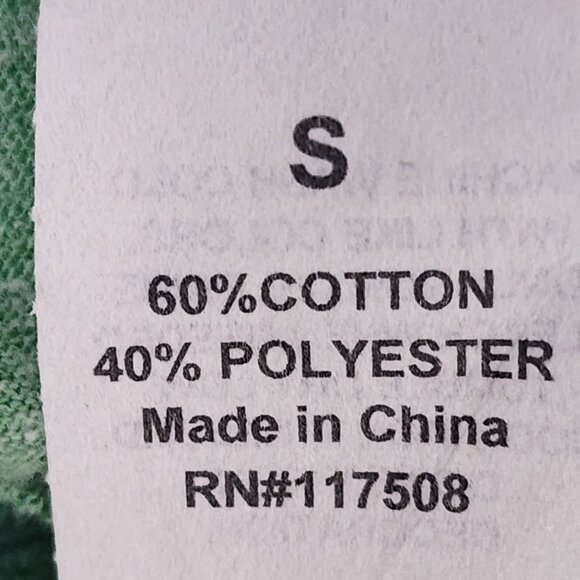 S
60%COTTON
40% POLYESTER
Made in China
RN#117508